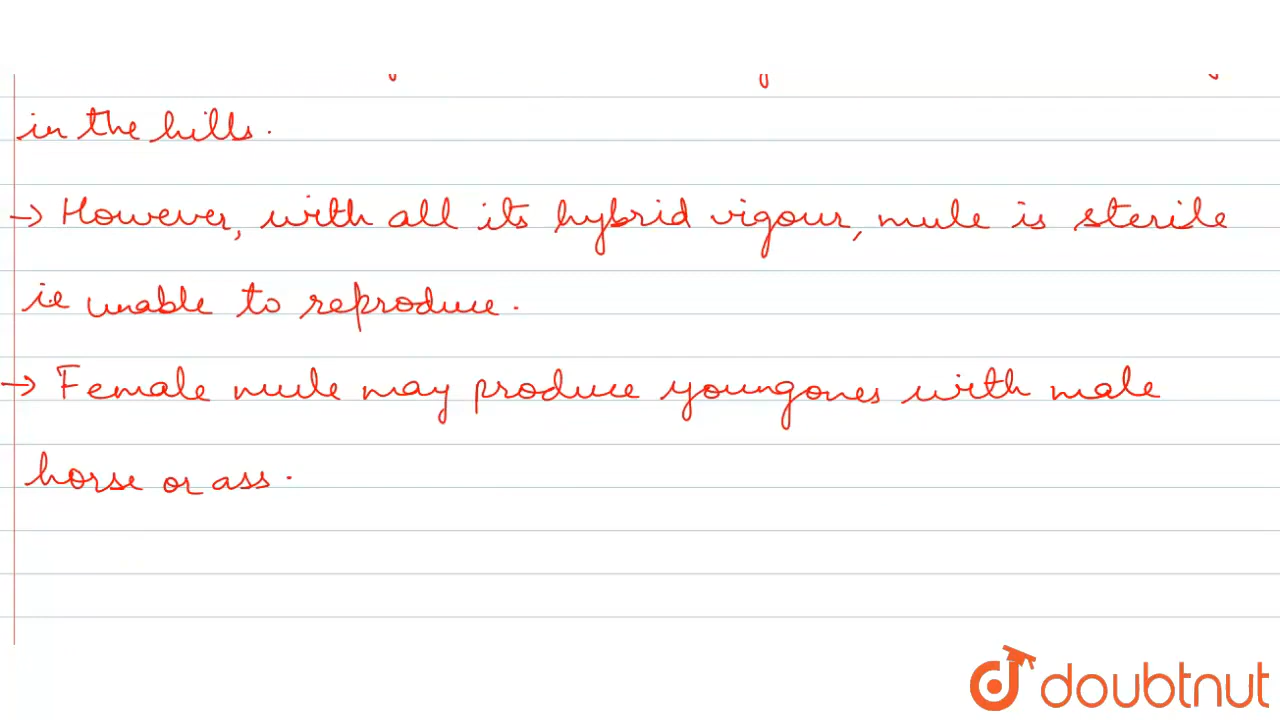 in the hills.
→ However, with all its hybrid vigour, mule is sterile
i.e unable to reproduce.
→ Female mule may produce youngones with male
horse or ass.
doubtnut